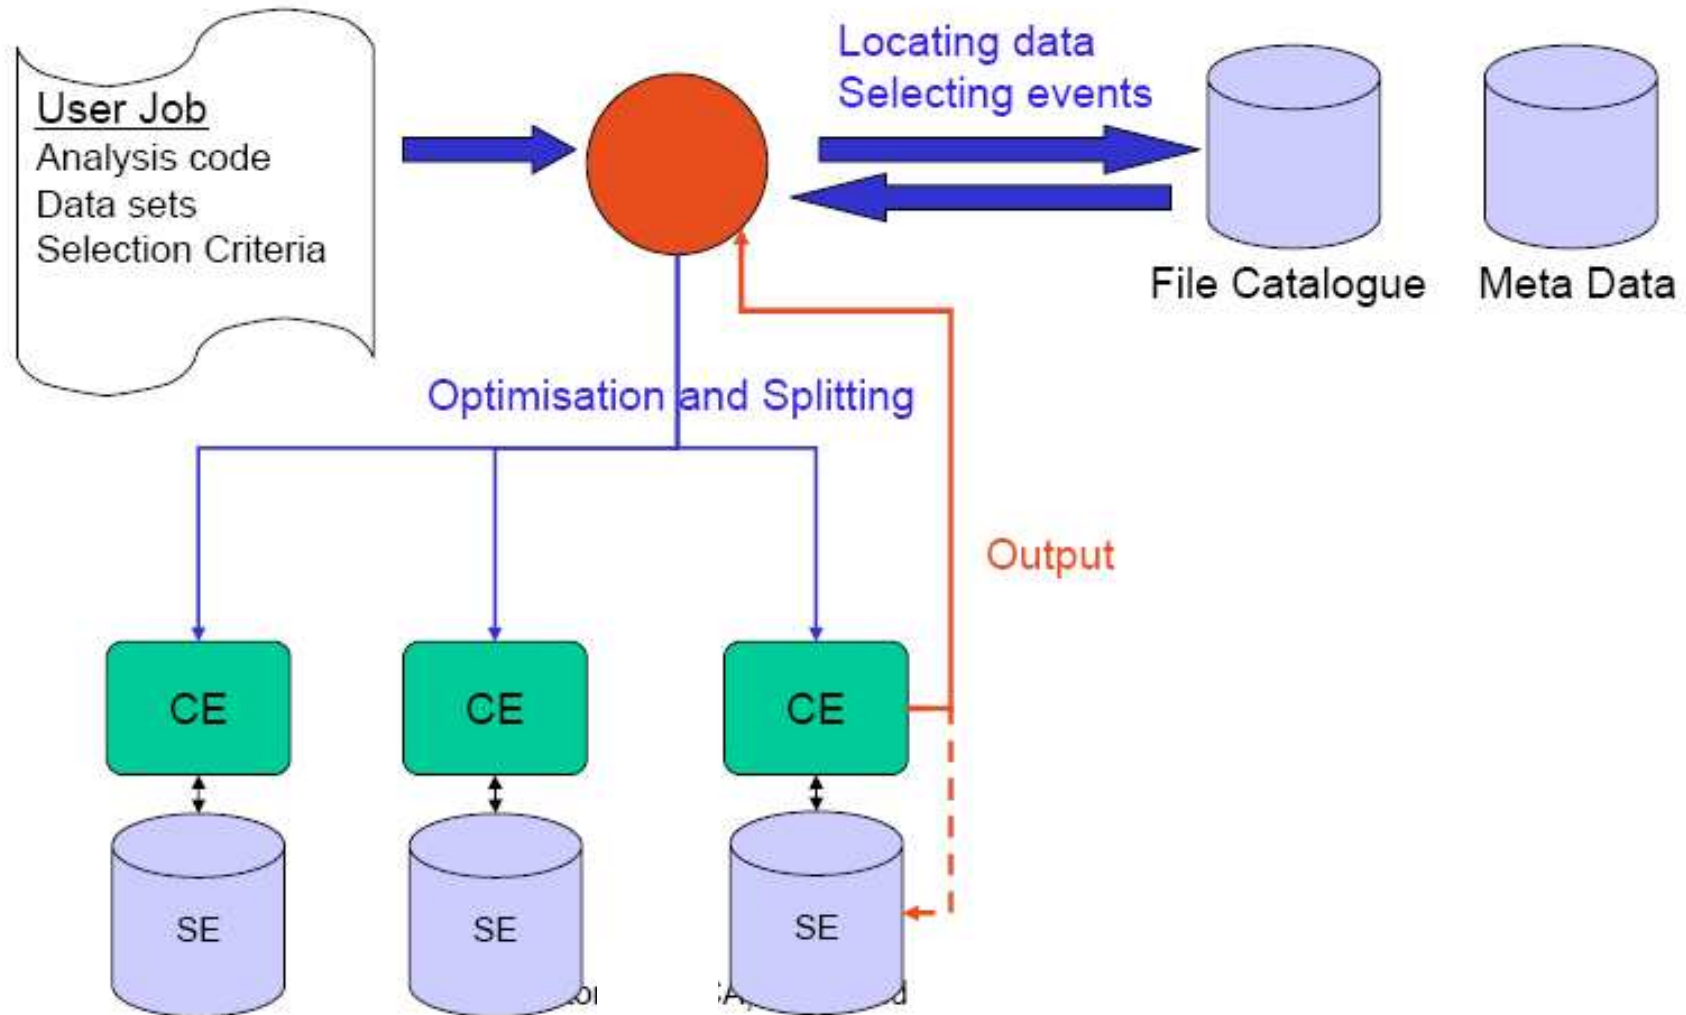 User Job
Analysis code
Data sets
Selection Criteria
Locating data
Selecting events
File Catalogue
Meta Data
Optimisation and Splitting
Output
CE
CE
CE
SE
SE
SE